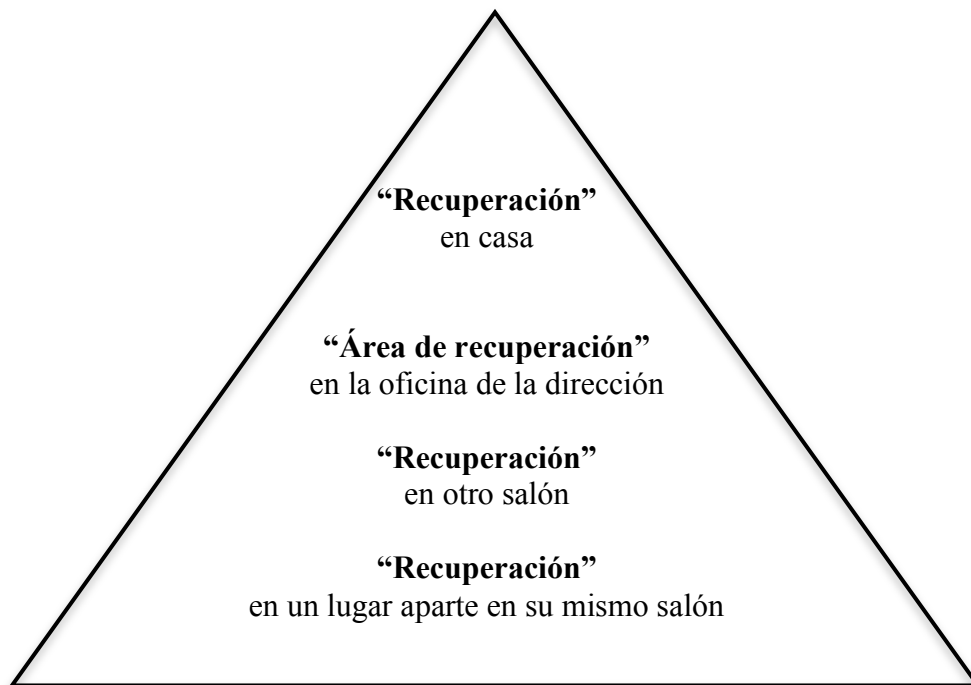 “Recuperación”
en casa
“Área de recuperación”
en la oficina de la dirección
“Recuperación”
en otro salón
“Recuperación”
en un lugar aparte en su mismo salón